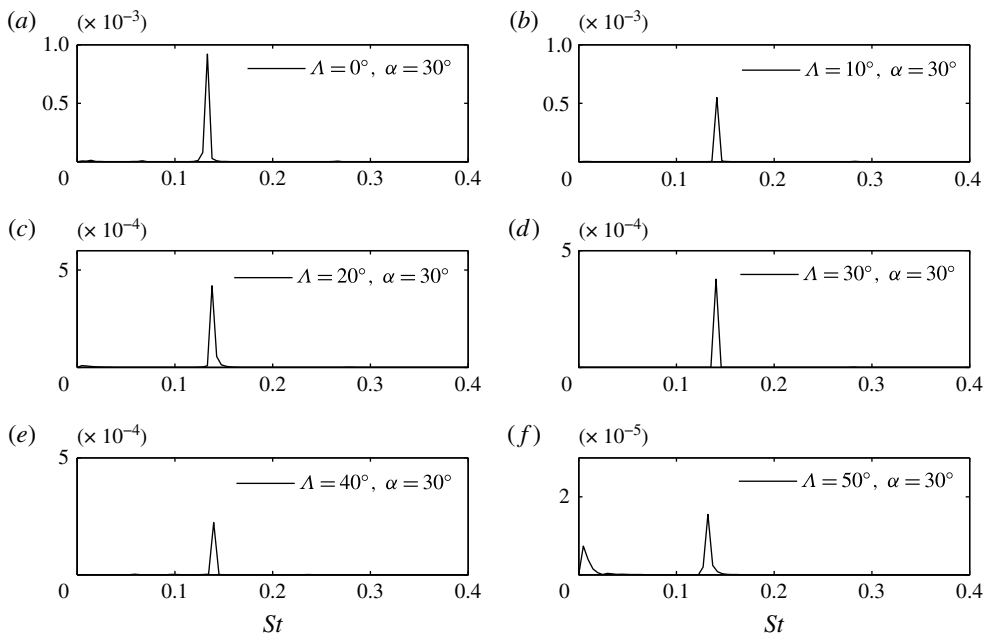 (a) (× 10⁻³) (b) (× 10⁻³)
1.0 Λ = 0°, α = 30° 1.0 Λ = 10°, α = 30°
0.5 0.5
0 0.1 0.2 0.3 0.4 0 0.1 0.2 0.3 0.4
(c) (× 10⁻⁴) (d) (× 10⁻⁴)
5 Λ = 20°, α = 30° 5 Λ = 30°, α = 30°
0 0.1 0.2 0.3 0.4 0 0.1 0.2 0.3 0.4
(e) (× 10⁻⁴) (f) (× 10⁻⁵)
5 Λ = 40°, α = 30° Λ = 50°, α = 30°
2
0 0.1 0.2 0.3 0.4 0 0.1 0.2 0.3 0.4
St St